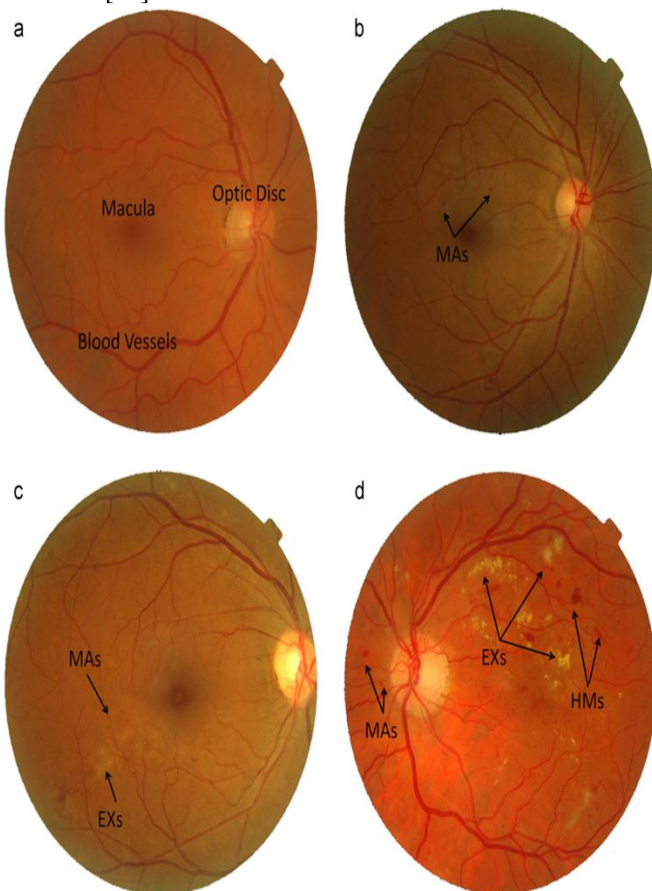 a
Optic Disc
Macula
Blood Vessels
b
MAs
c
MAs
EXs
d
EXs
HMs
MAs